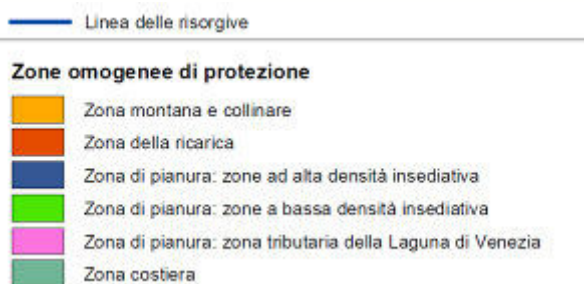 Linea delle risorgive
Zone omogenee di protezione
Zona montana e collinare
Zona della ricarica
Zona di pianura: zone ad alta densità insediativa
Zona di pianura: zone a bassa densità insediativa
Zona di pianura: zona tributaria della Laguna di Venezia
Zona costiera